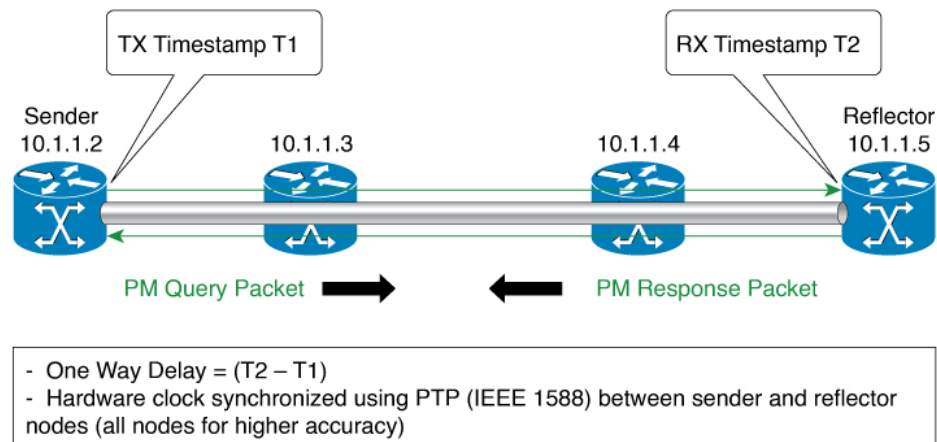 TX Timestamp T1
RX Timestamp T2
Sender
10.1.1.2
10.1.1.3
10.1.1.4
Reflector
10.1.1.5
PM Query Packet
PM Response Packet
- One Way Delay = (T2 – T1)
- Hardware clock synchronized using PTP (IEEE 1588) between sender and reflector
nodes (all nodes for higher accuracy)